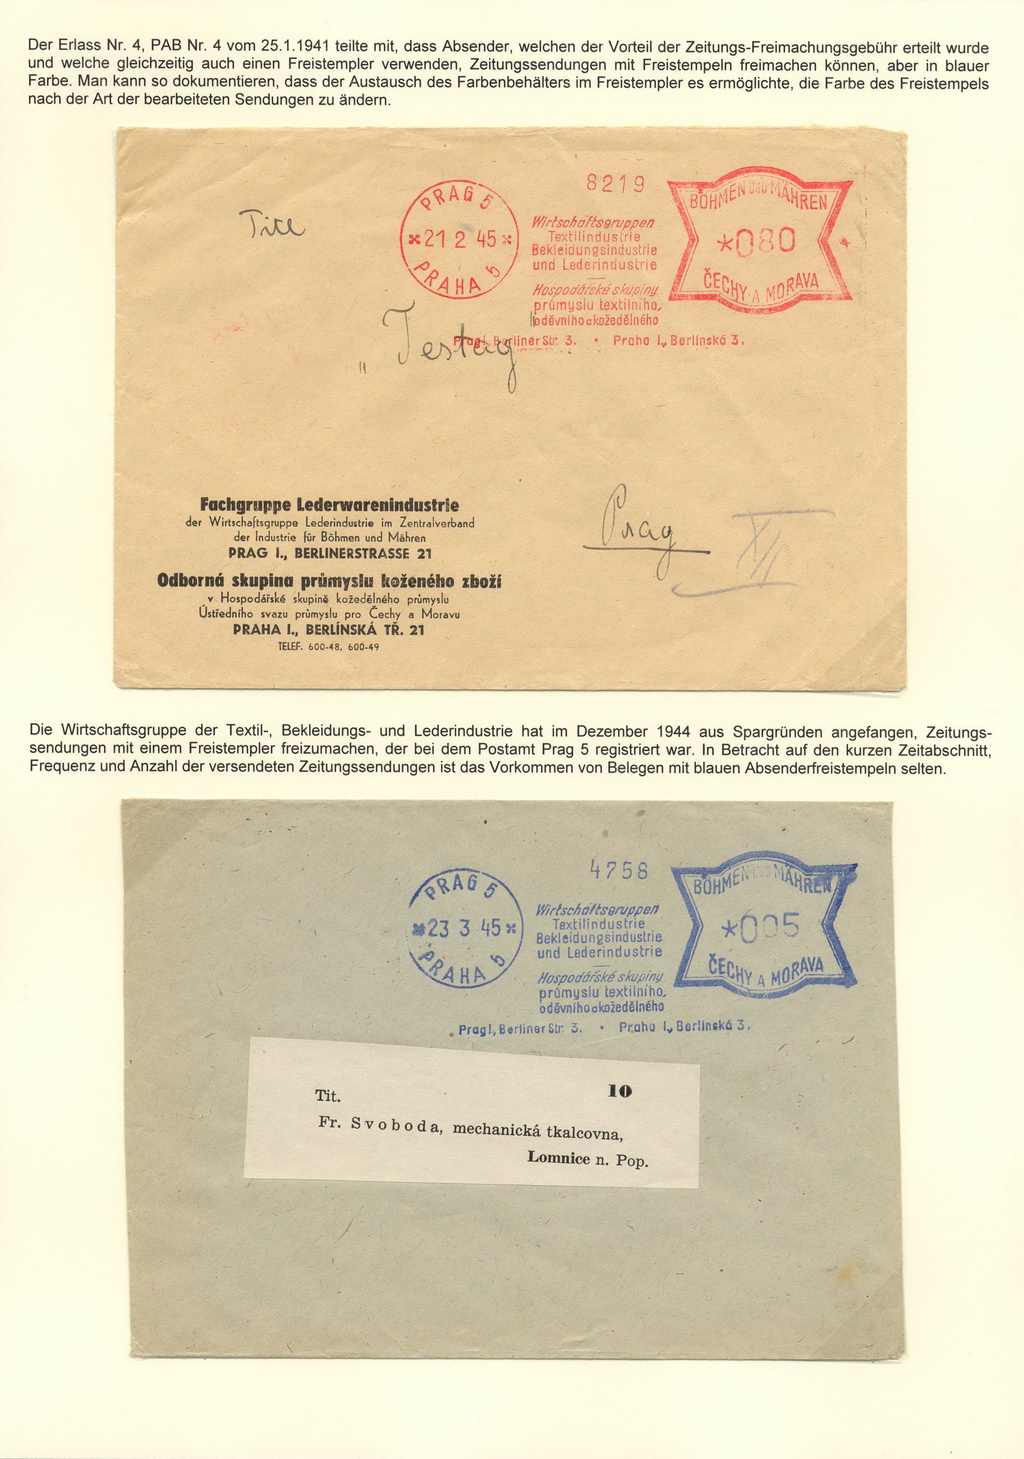 Der Erlass Nr. 4, PAB Nr. 4 vom 25.1.1941 teilte mit, dass Absender, welchen der Vorteil der Zeitungs-Freimachungsgebühr erteilt wurde
und welche gleichzeitig auch einen Freistempler verwenden, Zeitungssendungen mit Freistempeln freimachen können, aber in blauer
Farbe. Man kann so dokumentieren, dass der Austausch des Farbenbehälters im Freistempler es ermöglichte, die Farbe des Freistempels
nach der Art der bearbeiteten Sendungen zu ändern.
8219
PRAG 5
21 2 45
PRAHA 5
Wirtschaftsgruppen
Textilindustrie
Bekleidungsindustrie
und Lederindustrie
Hospodářské skupiny
průmyslu textilního,
oděvního a kožedělného
Prag I., Berliner Str. 3. • Praha I., Berlínská 3.
BÖHMEN UND MÄHREN
*080
ČECHY A MORAVA
Titl
„Testag
Prag
XII
Fachgruppe Lederwarenindustrie
der Wirtschaftsgruppe Lederindustrie im Zentralverband
der Industrie für Böhmen und Mähren
PRAG I., BERLINERSTRASSE 21
Odborná skupina průmyslu koženého zboží
v Hospodářské skupině kožedělného průmyslu
Ústředního svazu průmyslu pro Čechy a Moravu
PRAHA I., BERLÍNSKÁ TŘ. 21
TELEF. 600-48, 600-49
Die Wirtschaftsgruppe der Textil-, Bekleidungs- und Lederindustrie hat im Dezember 1944 aus Spargründen angefangen, Zeitungs-
sendungen mit einem Freistempler freizumachen, der bei dem Postamt Prag 5 registriert war. In Betracht auf den kurzen Zeitabschnitt,
Frequenz und Anzahl der versendeten Zeitungssendungen ist das Vorkommen von Belegen mit blauen Absenderfreistempeln selten.
4758
PRAG 5
23 3 45
PRAHA 5
Wirtschaftsgruppen
Textilindustrie
Bekleidungsindustrie
und Lederindustrie
Hospodářské skupiny
průmyslu textilního,
oděvního a kožedělného
Prag I., Berliner Str. 3. • Praha I., Berlínská 3.
BÖHMEN UND MÄHREN
*005
ČECHY A MORAVA
Tit. 10
Fr. Svoboda, mechanická tkalcovna,
Lomnice n. Pop.